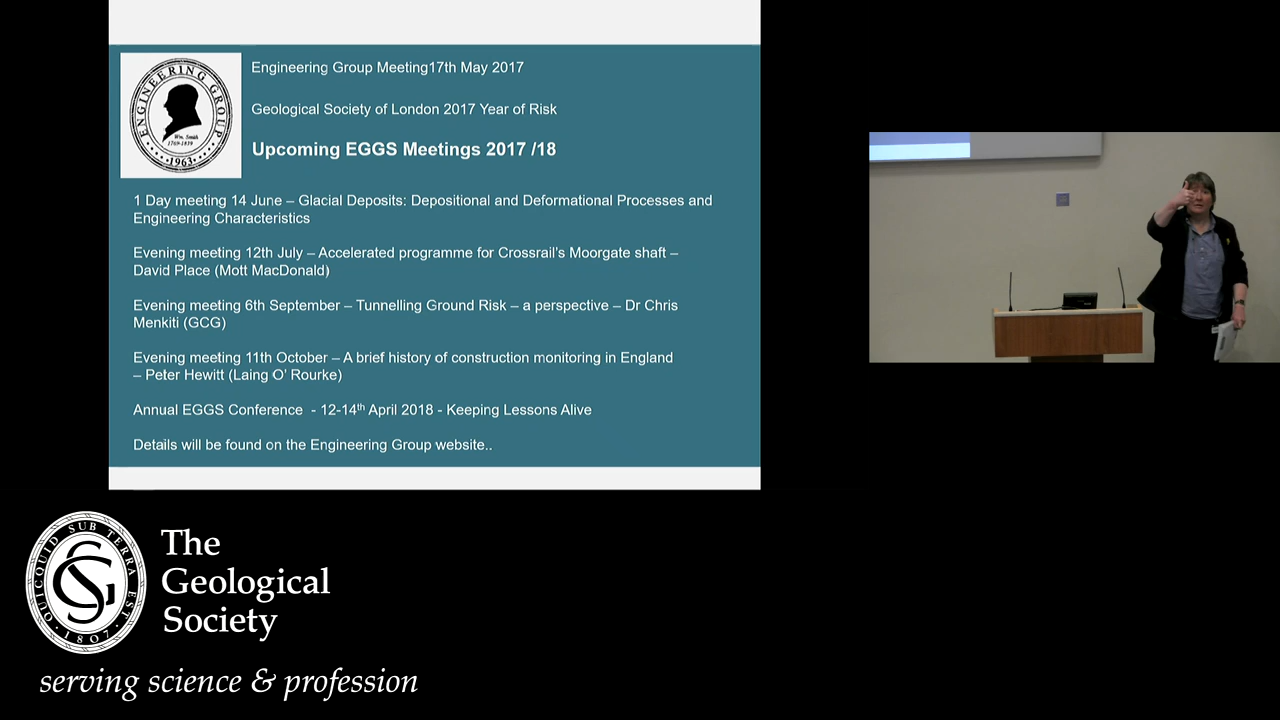 Engineering Group Meeting17th May 2017
Geological Society of London 2017 Year of Risk
Upcoming EGGS Meetings 2017 /18
ENGINEERING GROUP
Wm. Smith
1769-1839
1963
1 Day meeting 14 June – Glacial Deposits: Depositional and Deformational Processes and
Engineering Characteristics
Evening meeting 12th July – Accelerated programme for Crossrail’s Moorgate shaft –
David Place (Mott MacDonald)
Evening meeting 6th September – Tunnelling Ground Risk – a perspective – Dr Chris
Menkiti (GCG)
Evening meeting 11th October – A brief history of construction monitoring in England
– Peter Hewitt (Laing O’ Rourke)
Annual EGGS Conference - 12-14th April 2018 - Keeping Lessons Alive
Details will be found on the Engineering Group website..
QUICQUID SUB TERRA EST
GS
1807
The
Geological
Society
serving science & profession